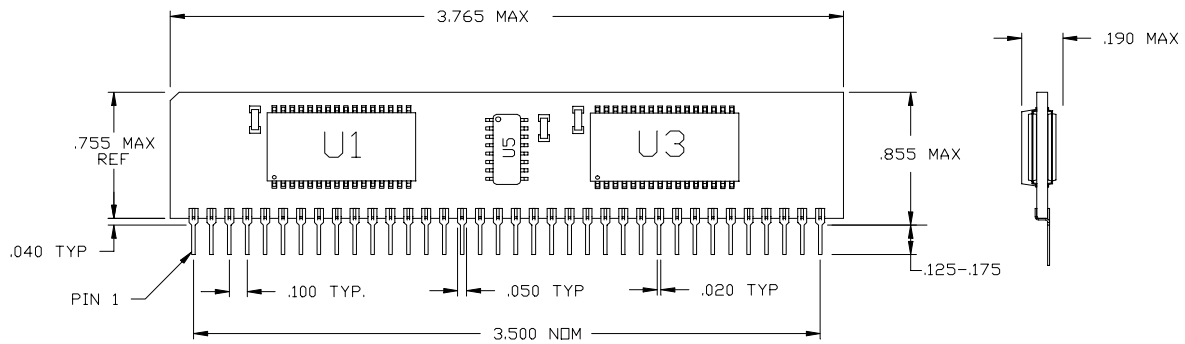 3.765 MAX
.190 MAX
.755 MAX
REF
U1
U5
U3
.855 MAX
.040 TYP
PIN 1
.100 TYP.
.050 TYP
.020 TYP
.125-.175
3.500 NOM